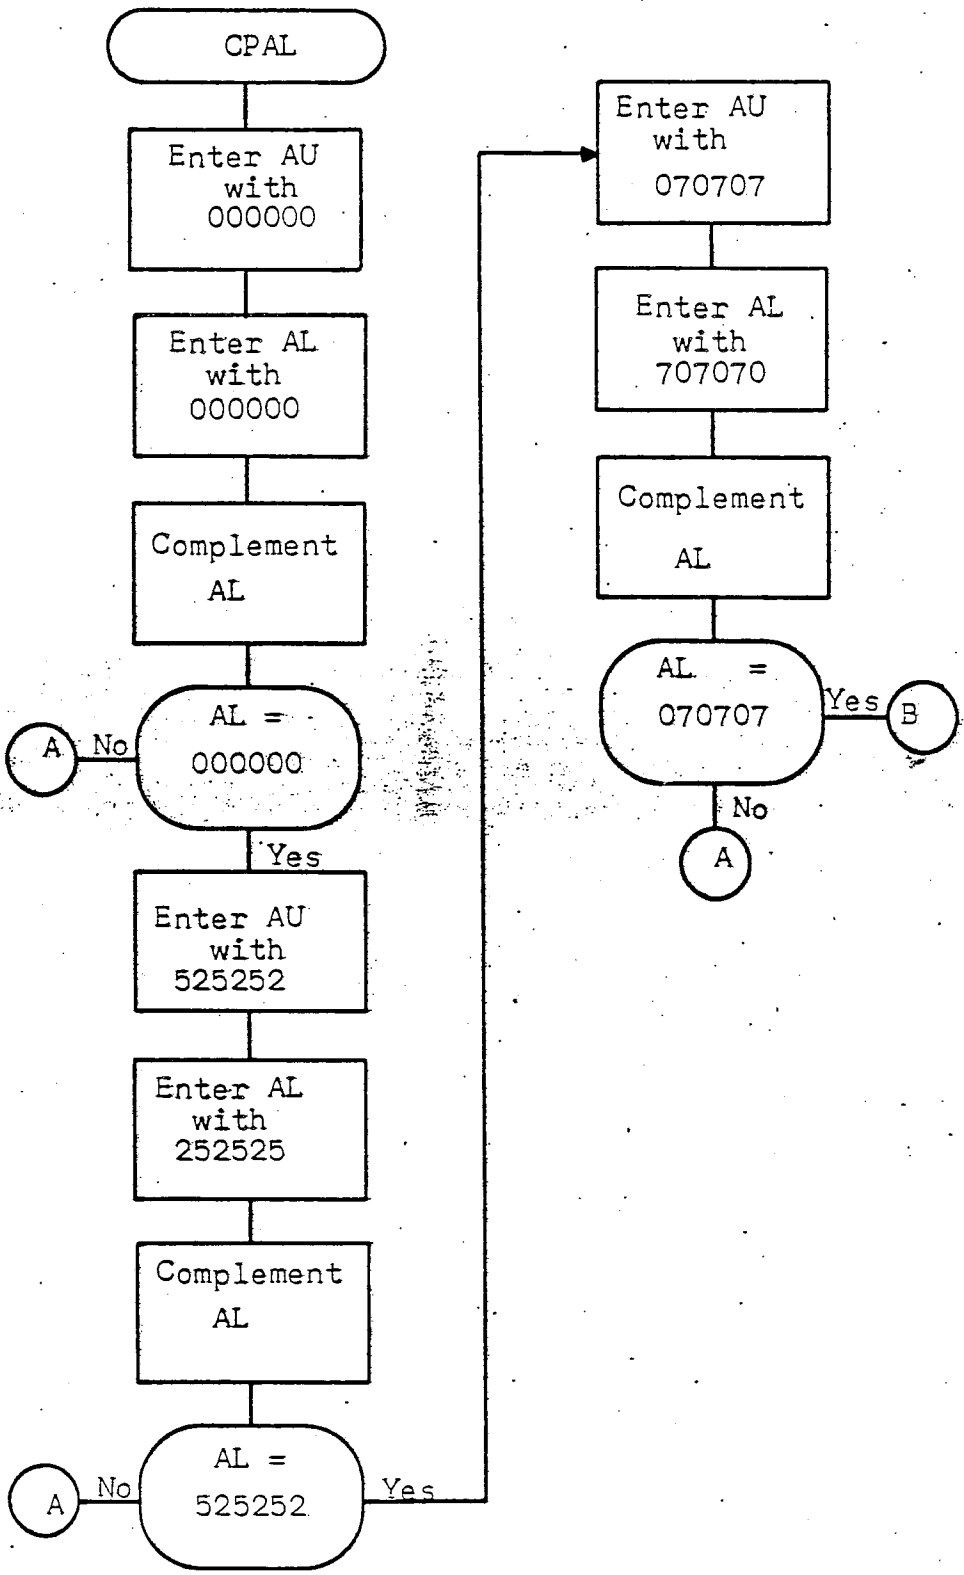 CPAL
Enter AU
with
000000
Enter AL
with
000000
Complement
AL
AL =
000000
No
A
Yes
Enter AU
with
525252
Enter AL
with
252525
Complement
AL
AL =
525252
No
A
Yes
Enter AU
with
070707
Enter AL
with
707070
Complement
AL
AL =
070707
Yes
B
No
A